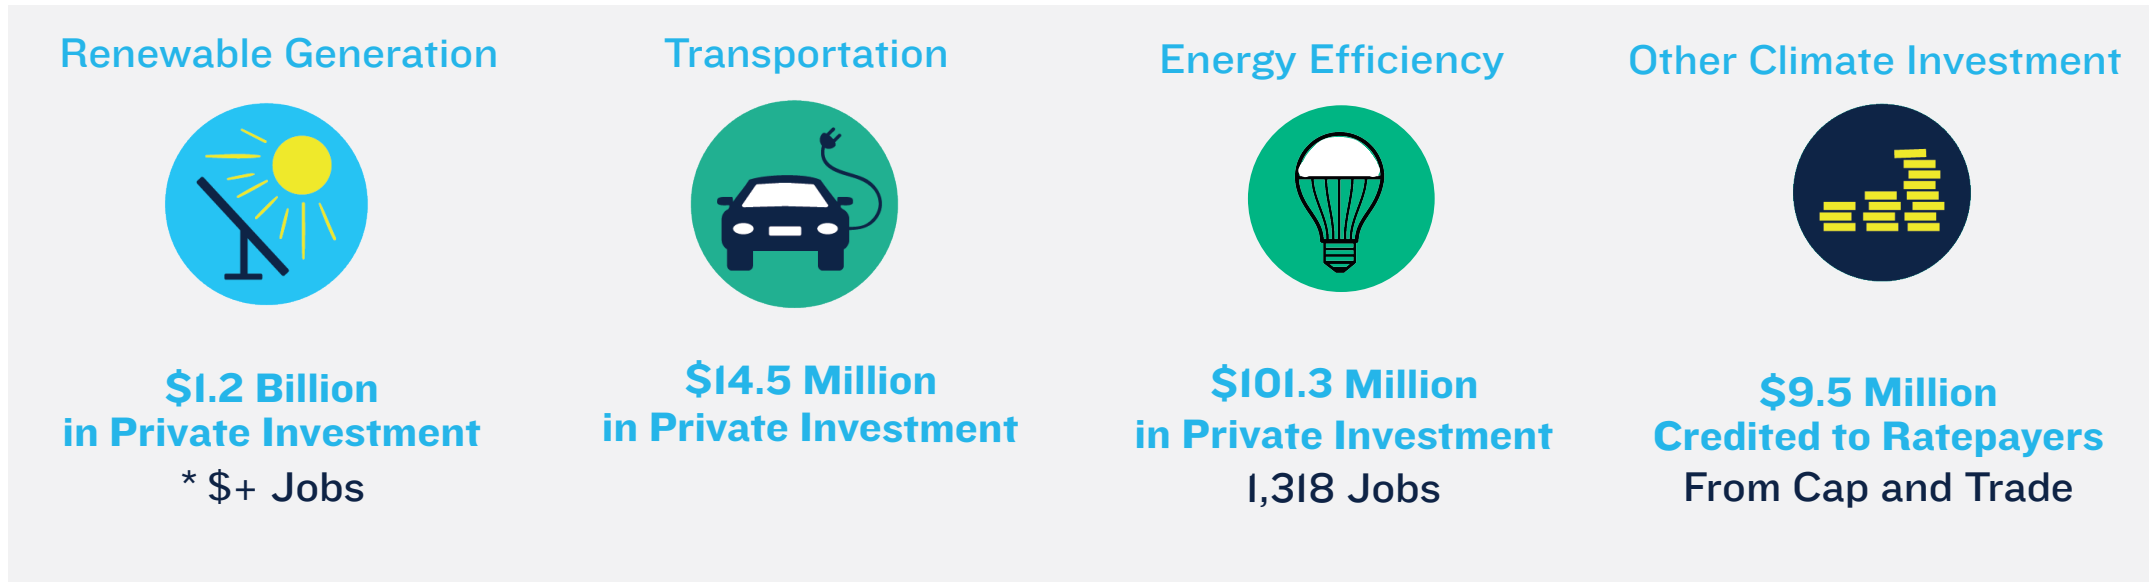 Renewable Generation
$1.2 Billion
in Private Investment
* $+ Jobs
Transportation
$14.5 Million
in Private Investment
Energy Efficiency
$101.3 Million
in Private Investment
1,318 Jobs
Other Climate Investment
$9.5 Million
Credited to Ratepayers
From Cap and Trade